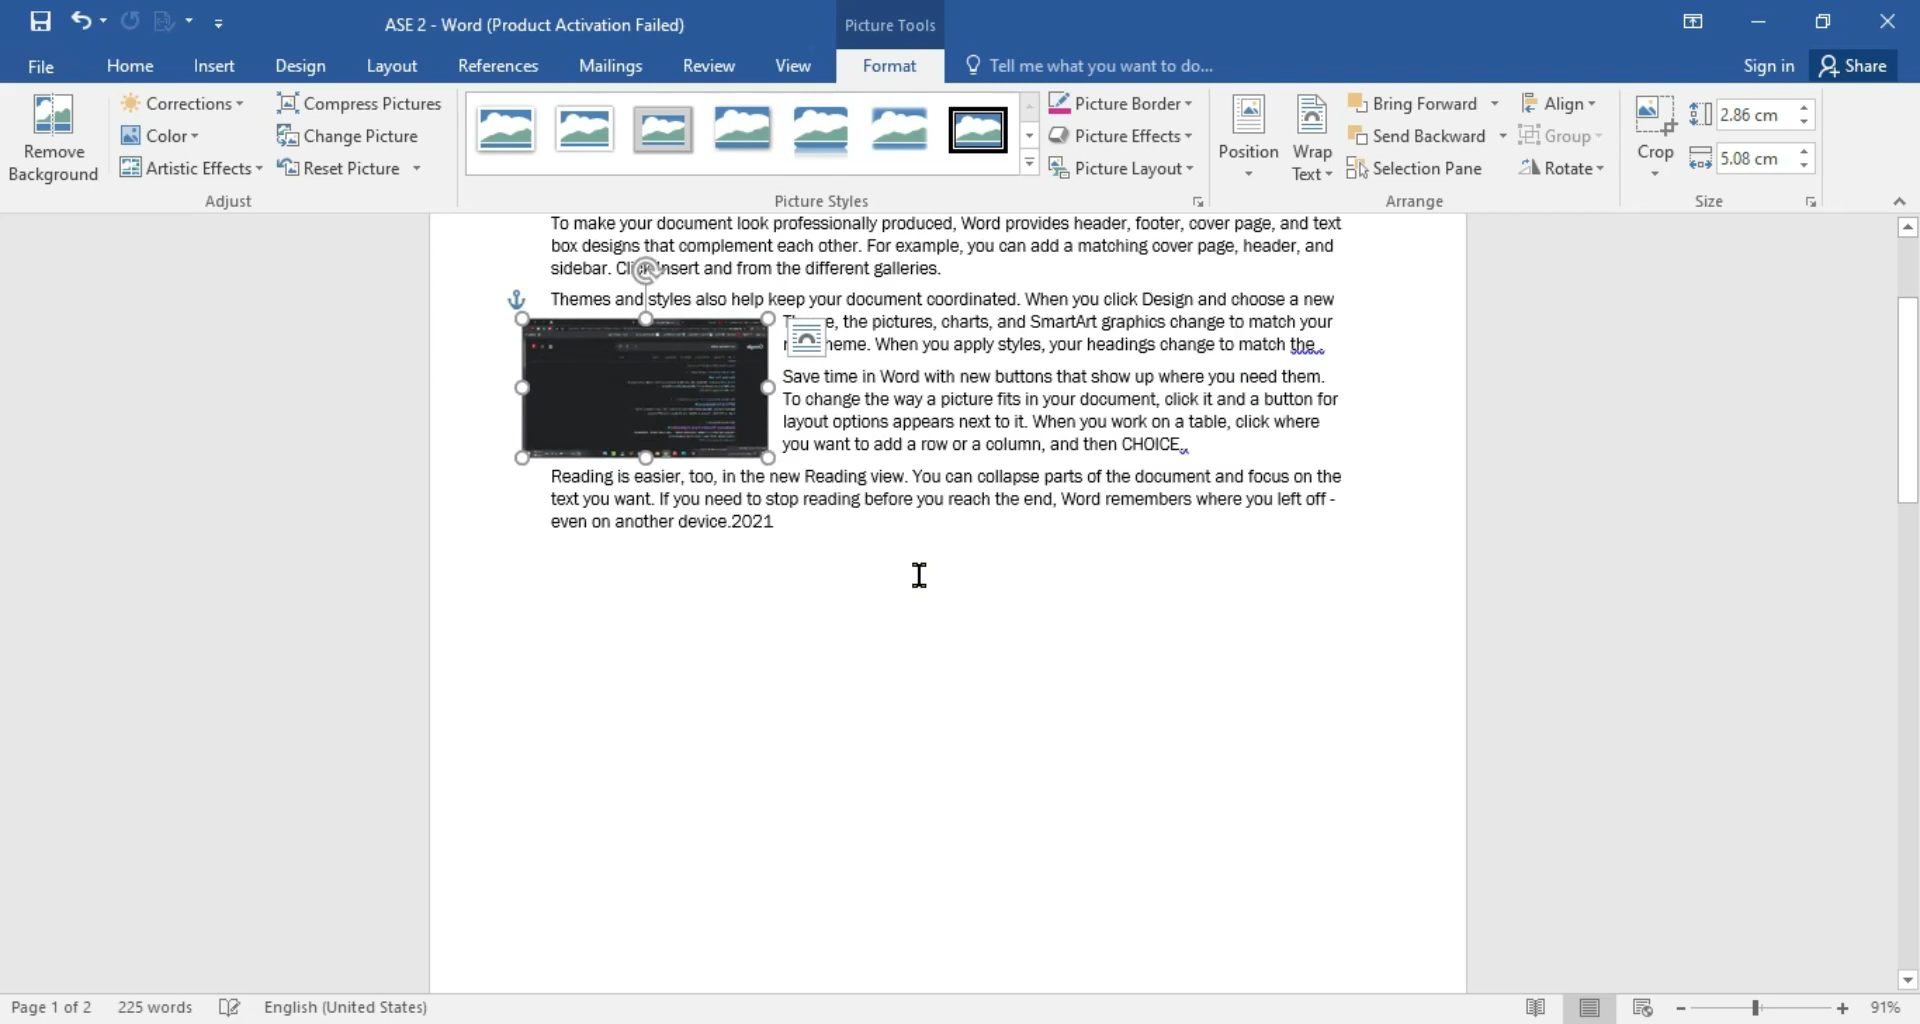 ASE 2 - Word (Product Activation Failed)
Picture Tools
File
Home
Insert
Design
Layout
References
Mailings
Review
View
Format
Tell me what you want to do...
Sign in
Share
Remove
Background
Corrections
Color
Artistic Effects
Compress Pictures
Change Picture
Reset Picture
Adjust
Picture Styles
Picture Border
Picture Effects
Picture Layout
Position
Wrap
Text
Bring Forward
Send Backward
Selection Pane
Align
Group
Rotate
Arrange
Crop
2.86 cm
5.08 cm
Size
To make your document look professionally produced, Word provides header, footer, cover page, and text
box designs that complement each other. For example, you can add a matching cover page, header, and
sidebar. Click Insert and from the different galleries.
Themes and styles also help keep your document coordinated. When you click Design and choose a new
the pictures, charts, and SmartArt graphics change to match your
When you apply styles, your headings change to match the
Save time in Word with new buttons that show up where you need them.
To change the way a picture fits in your document, click it and a button for
layout options appears next to it. When you work on a table, click where
you want to add a row or a column, and then CHOICE.
Reading is easier, too, in the new Reading view. You can collapse parts of the document and focus on the
text you want. If you need to stop reading before you reach the end, Word remembers where you left off -
even on another device.2021
Page 1 of 2
225 words
English (United States)
91%